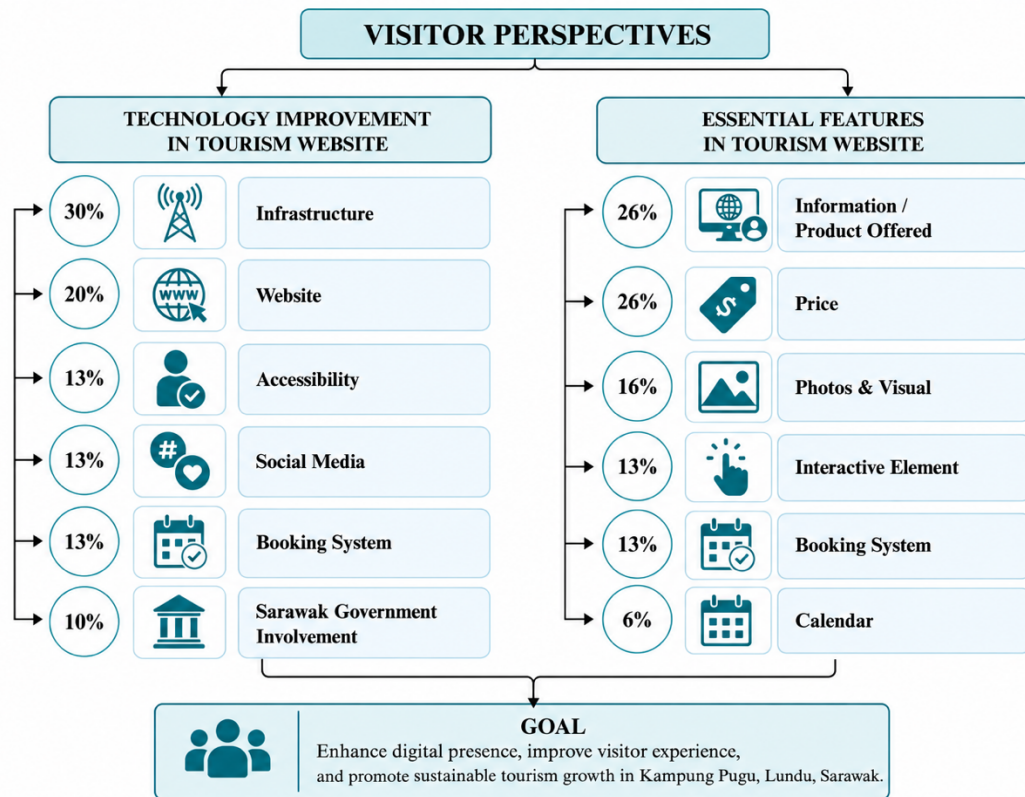 VISITOR PERSPECTIVES
TECHNOLOGY IMPROVEMENT
IN TOURISM WEBSITE
30%
Infrastructure
20%
WWW
Website
13%
Accessibility
13%
#
Social Media
13%
Booking System
10%
Sarawak Government
Involvement
ESSENTIAL FEATURES
IN TOURISM WEBSITE
26%
Information /
Product Offered
26%
$
Price
16%
Photos & Visual
13%
Interactive Element
13%
Booking System
6%
Calendar
GOAL
Enhance digital presence, improve visitor experience,
and promote sustainable tourism growth in Kampung Pugu, Lundu, Sarawak.